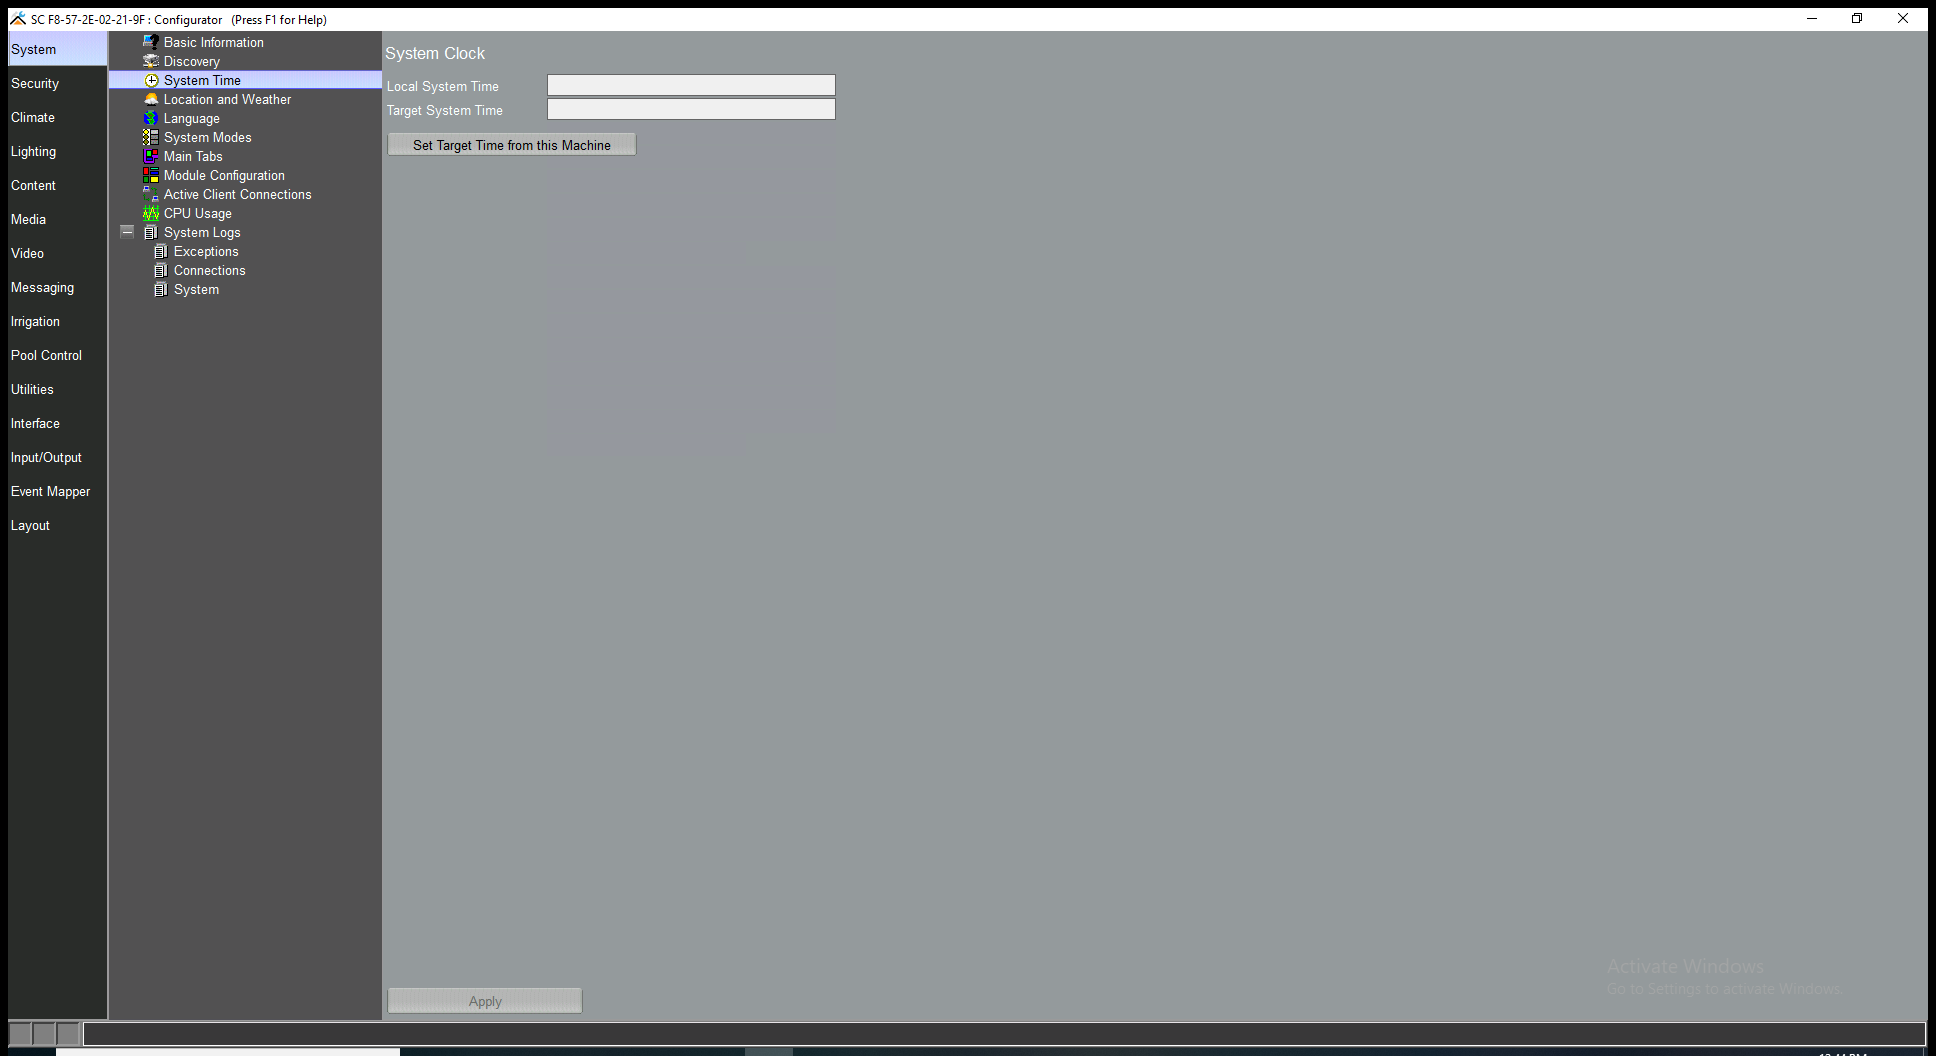 SC F8-57-2E-02-21-9F : Configurator   (Press F1 for Help)
System
Security
Climate
Lighting
Content
Media
Video
Messaging
Irrigation
Pool Control
Utilities
Interface
Input/Output
Event Mapper
Layout
Basic Information
Discovery
System Time
Location and Weather
Language
System Modes
Main Tabs
Module Configuration
Active Client Connections
CPU Usage
System Logs
Exceptions
Connections
System
System Clock
Local System Time
Target System Time
Set Target Time from this Machine
Apply
Activate Windows
Go to Settings to activate Windows.